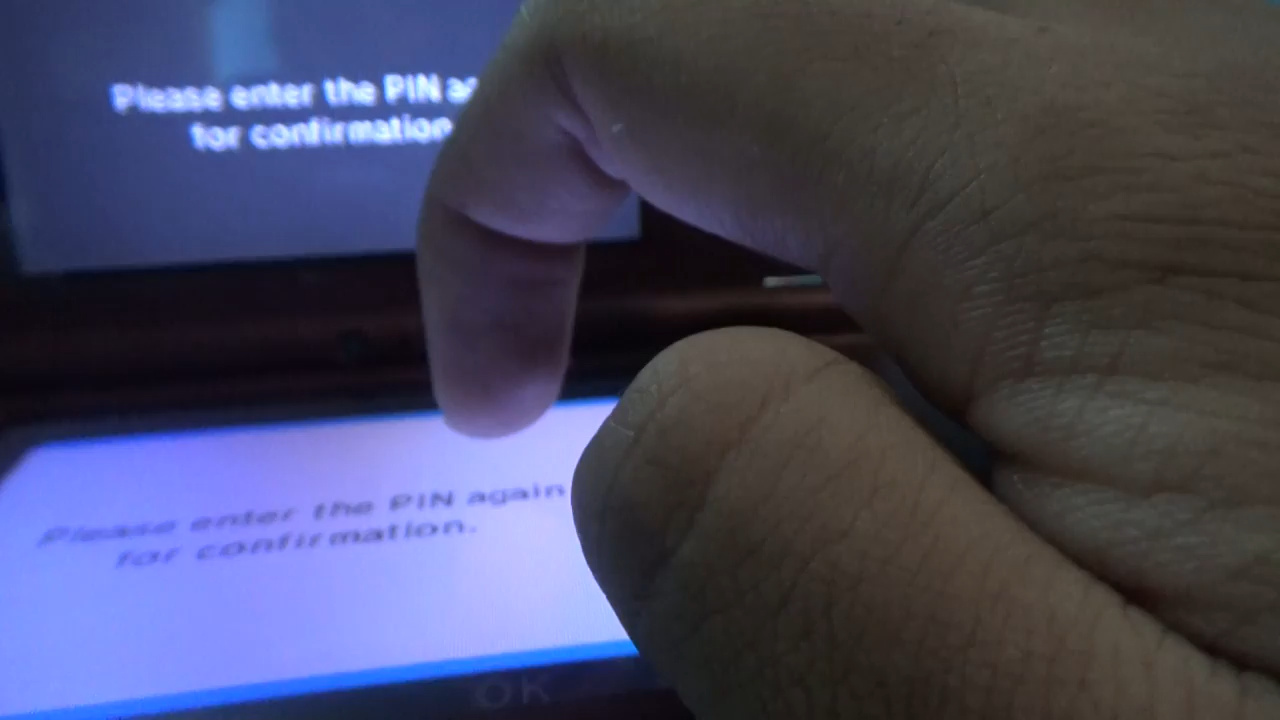 Please enter the PIN
for confirmation
Please enter the PIN again
for confirmation.
OK